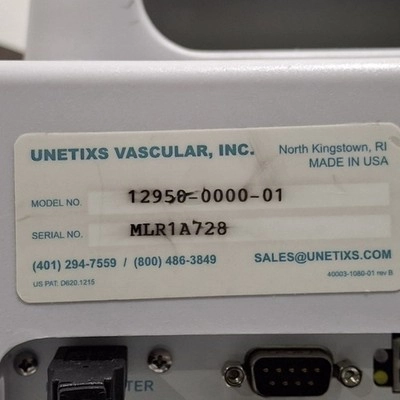 UNETIXS VASCULAR, INC. North Kingstown, RI
MADE IN USA
MODEL NO. 12950-0000-01
SERIAL NO. MLR1A728
(401) 294-7559 / (800) 486-3849 SALES@UNETIXS.COM
US PAT: D620.1215 40003-1080-01 rev B